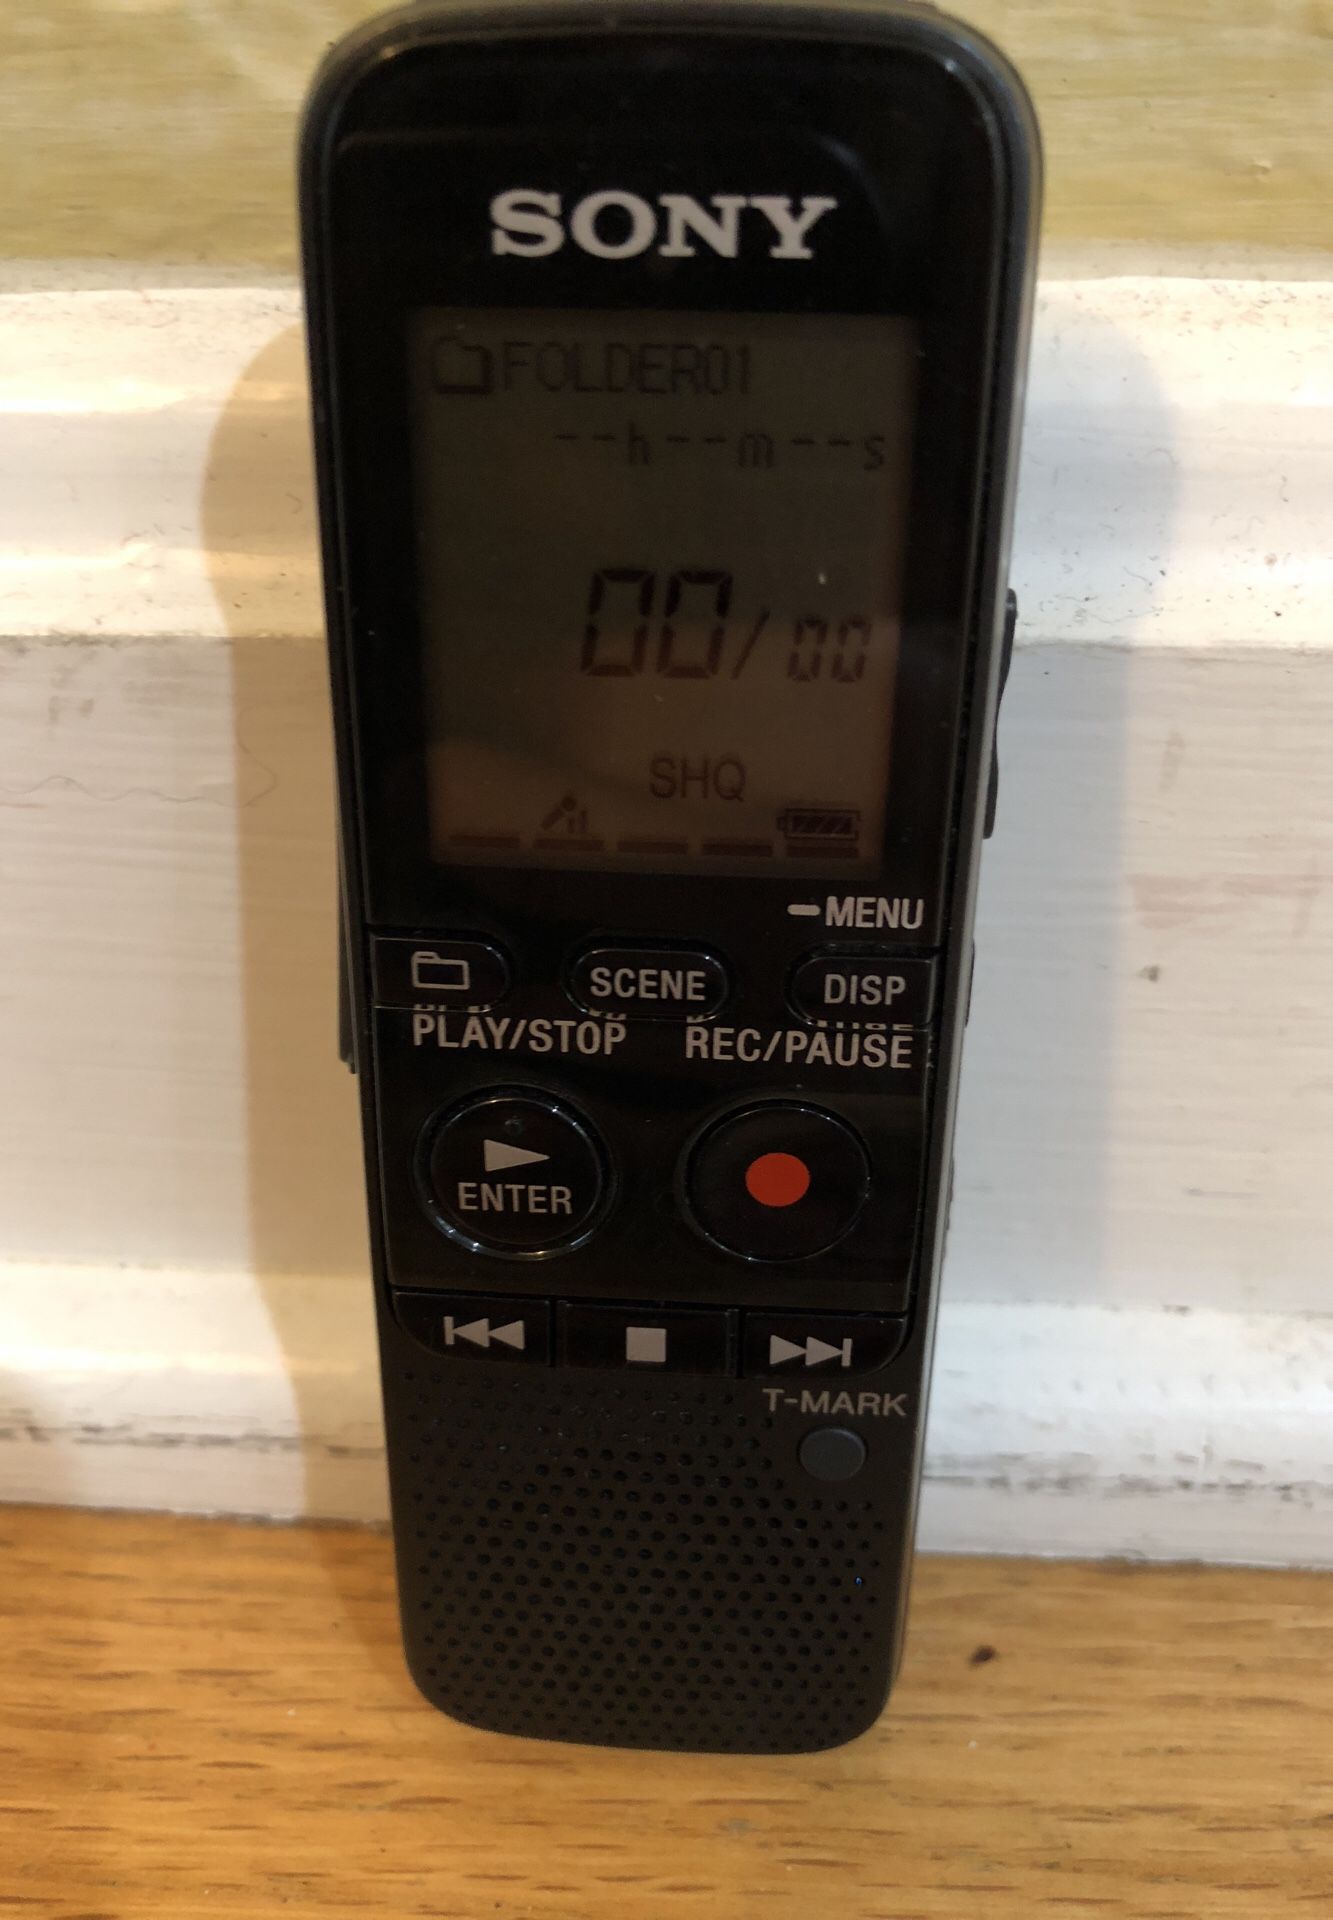 SONY
FOLDER01
--h--m--s
00/00
SHQ
MENU
SCENE DISP
PLAY/STOP REC/PAUSE
ENTER
T-MARK